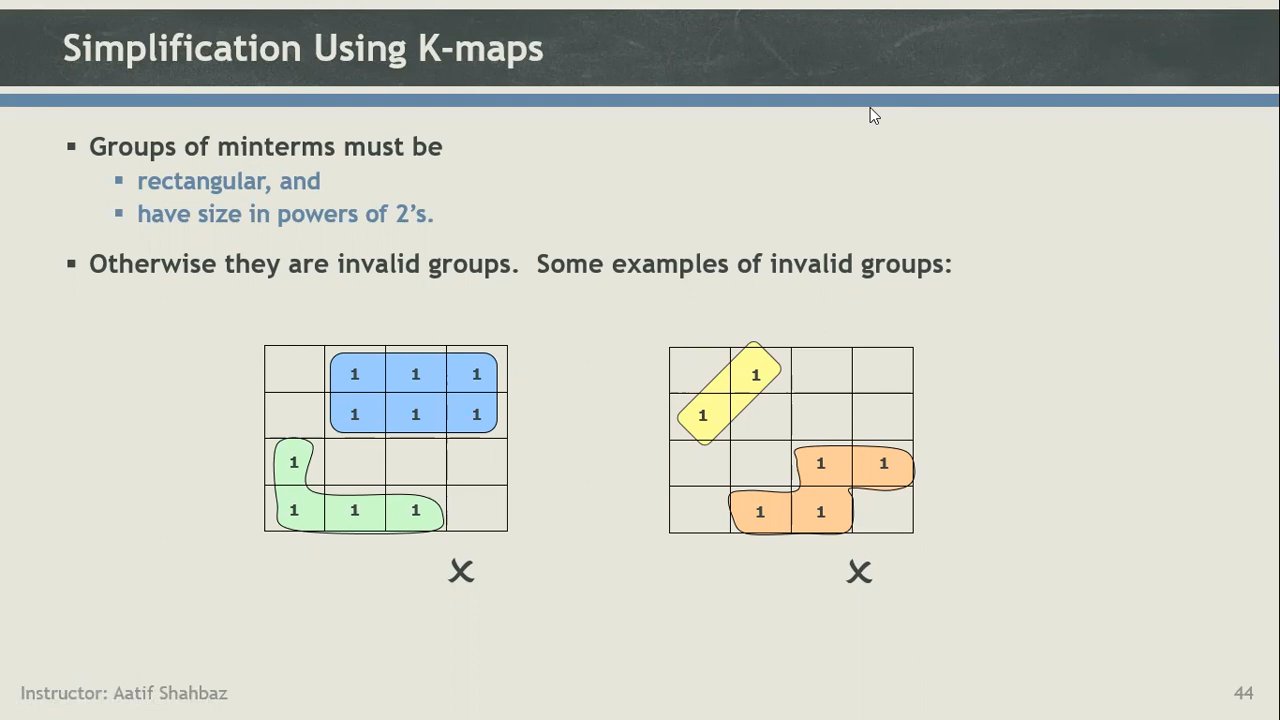 Simplification Using K-maps
▪ Groups of minterms must be
▪ rectangular, and
▪ have size in powers of 2’s.
▪ Otherwise they are invalid groups. Some examples of invalid groups:
1 1 1
1 1 1
1
1 1 1
1
1
1 1
1 1
x x
Instructor: Aatif Shahbaz
44